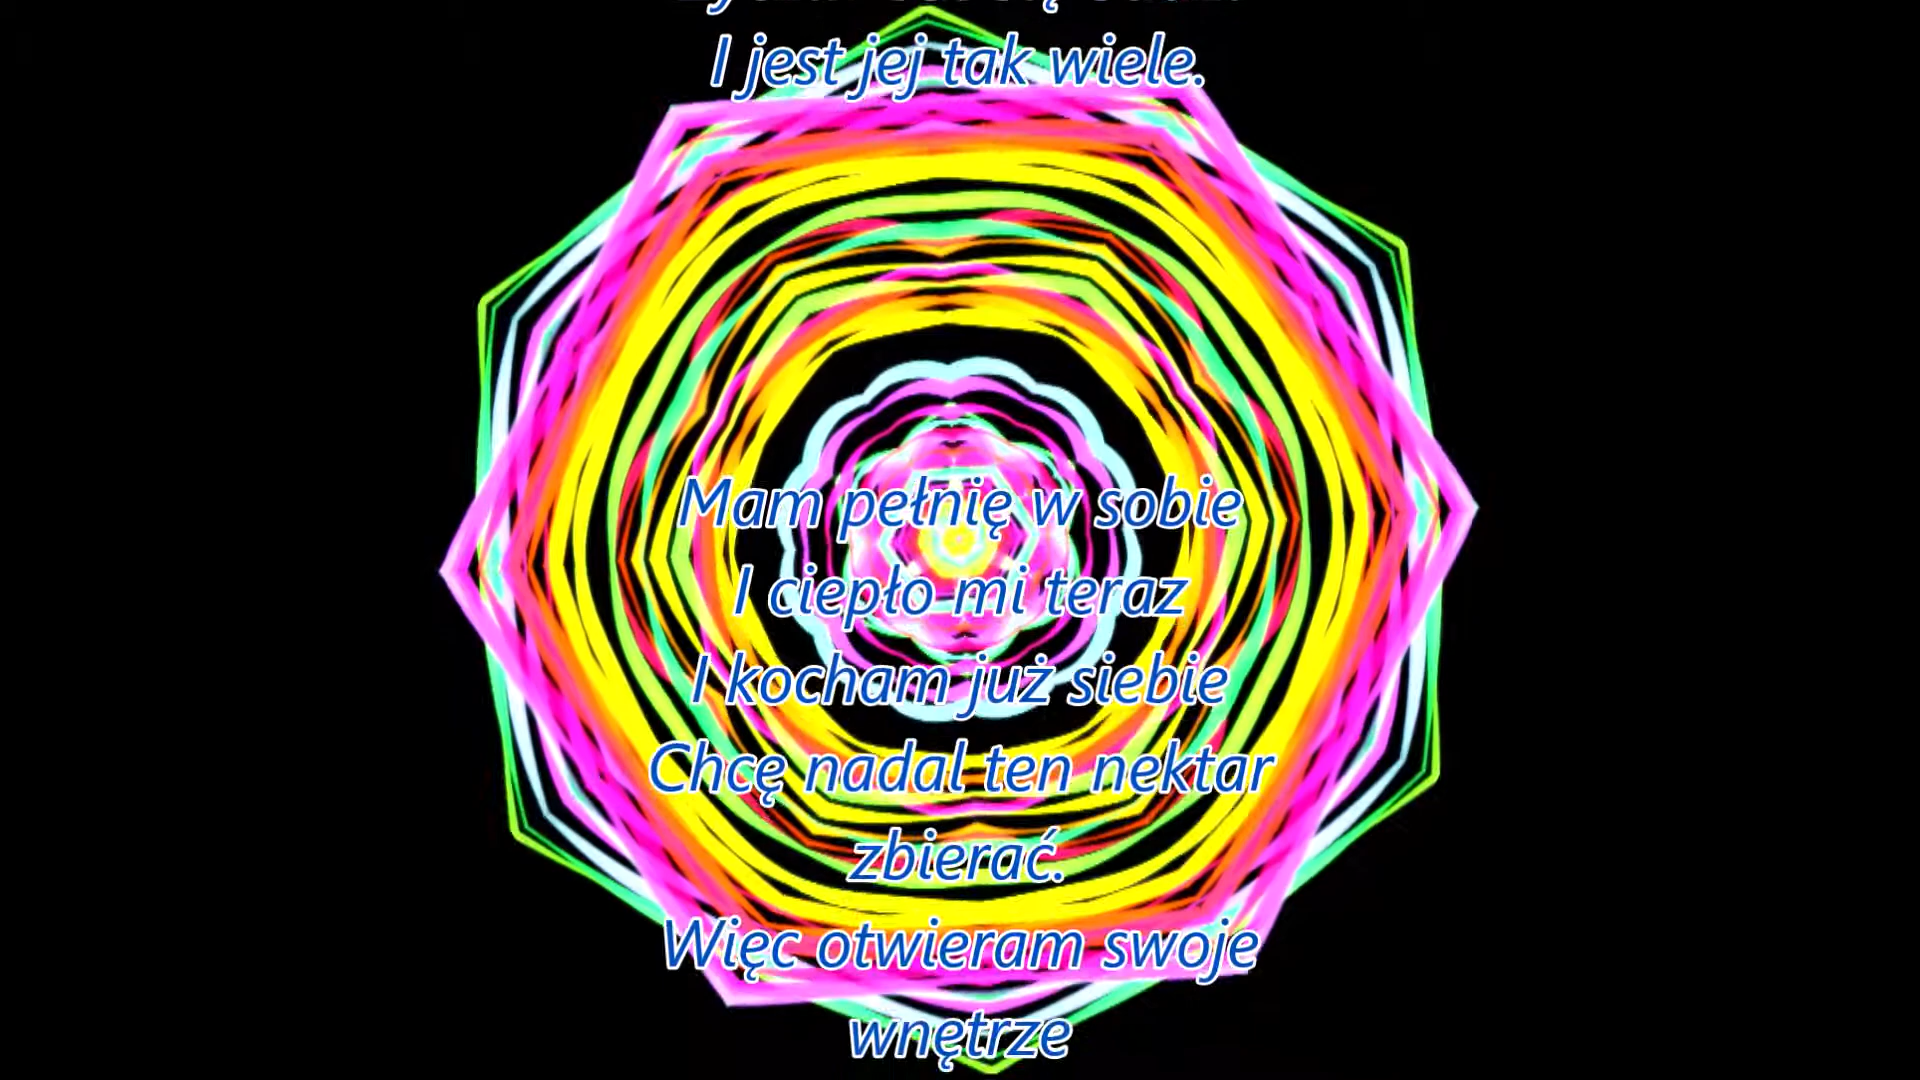 I jest jej tak wiele.
Mam pełnię w sobie
I ciepło mi teraz
I kocham już siebie
Chcę nadal ten nektar
zbierać.
Więc otwieram swoje
wnętrze